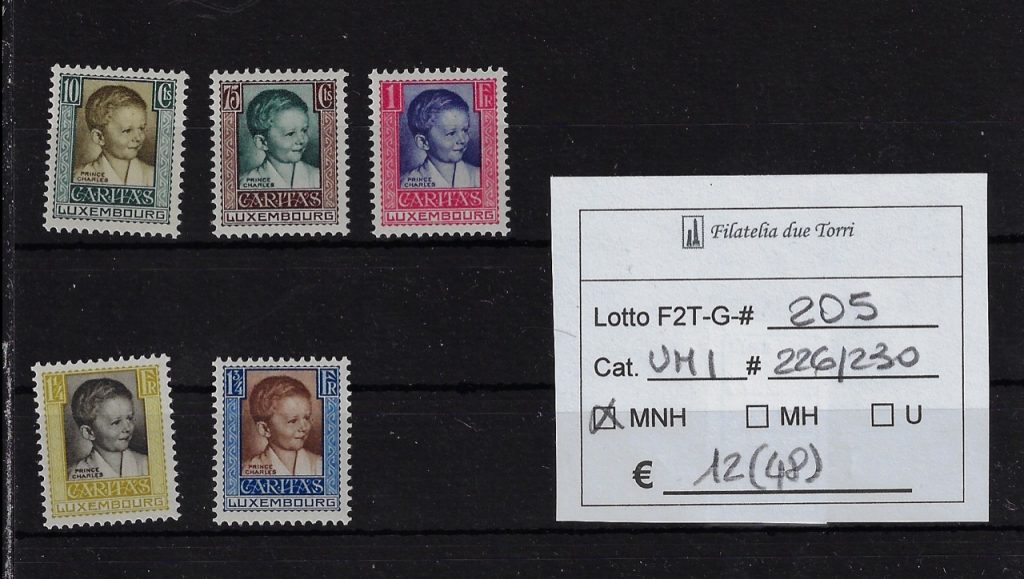 10 Cs
PRINCE
CHARLES
CARITAS
LUXEMBOURG
75 Cs
PRINCE
CHARLES
CARITAS
LUXEMBOURG
1 FR
PRINCE
CHARLES
CARITAS
LUXEMBOURG
1¼ FR
PRINCE
CHARLES
CARITAS
LUXEMBOURG
1¾ FR
PRINCE
CHARLES
CARITAS
LUXEMBOURG
Filatelia due Torri
Lotto F2T-G-# 205
Cat. # 226/230
MNH MH U
€ 12 (48)